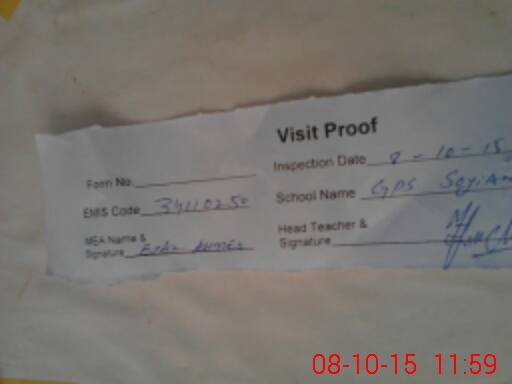 Visit Proof
Form No.
Inspection Date 8-10-15
EMIS Code 34110250
School Name GPS
MEA Name &
Signature
Head Teacher &
Signature
08-10-15 11:59